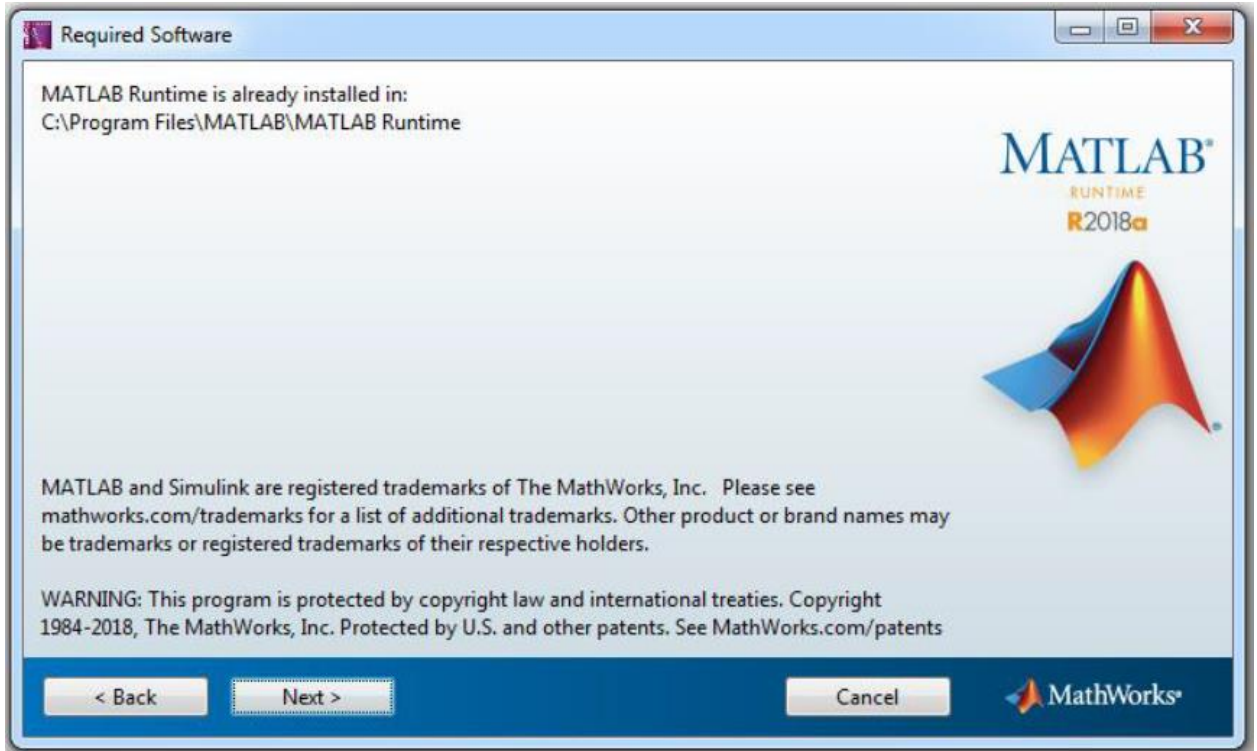 Required Software
MATLAB Runtime is already installed in:
C:\Program Files\MATLAB\MATLAB Runtime
MATLAB®
RUNTIME
R2018a
MATLAB and Simulink are registered trademarks of The MathWorks, Inc. Please see
mathworks.com/trademarks for a list of additional trademarks. Other product or brand names may
be trademarks or registered trademarks of their respective holders.
WARNING: This program is protected by copyright law and international treaties. Copyright
1984-2018, The MathWorks, Inc. Protected by U.S. and other patents. See MathWorks.com/patents
< Back
Next >
Cancel
MathWorks®